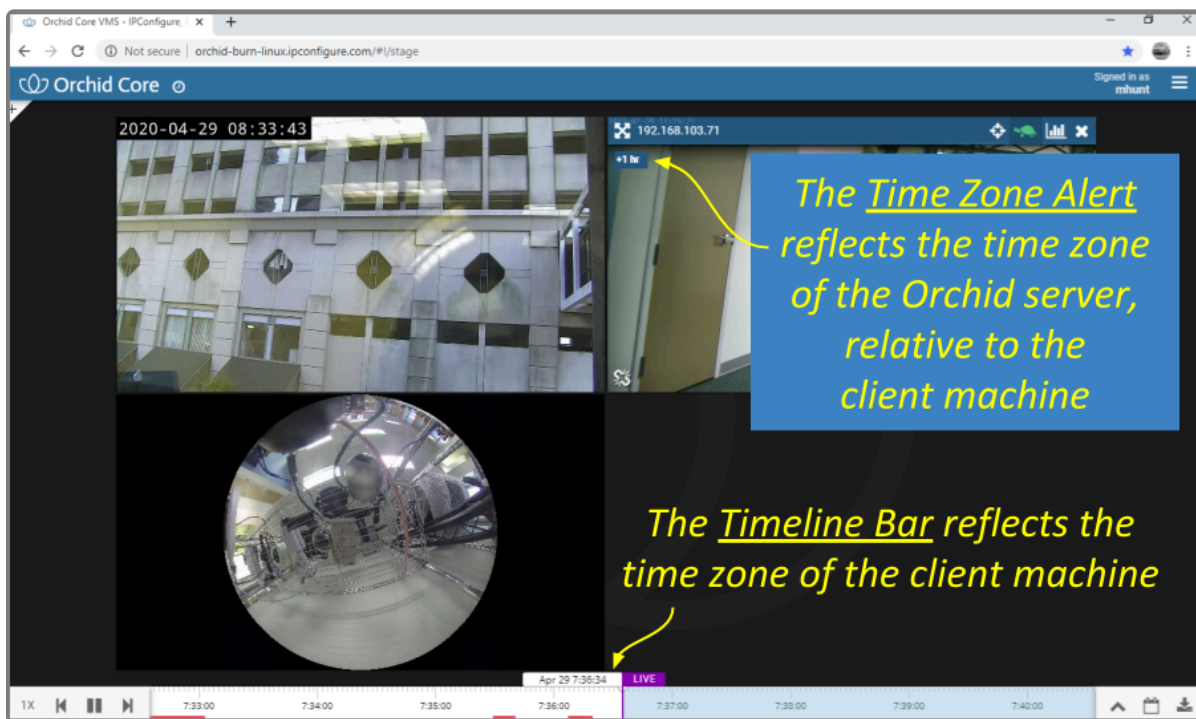 Orchid Core VMS - IPConfigure, I
Not secure | orchid-burn-linux.ipconfigure.com/#!/stage
Orchid Core
Signed in as
mhunt
2020-04-29 08:33:43
192.168.103.71
+1 hr
The Time Zone Alert
reflects the time zone
of the Orchid server,
relative to the
client machine
The Timeline Bar reflects the
time zone of the client machine
Apr 29 7:36:34 LIVE
1X 7:33:00 7:34:00 7:35:00 7:36:00 7:37:00 7:38:00 7:39:00 7:40:00